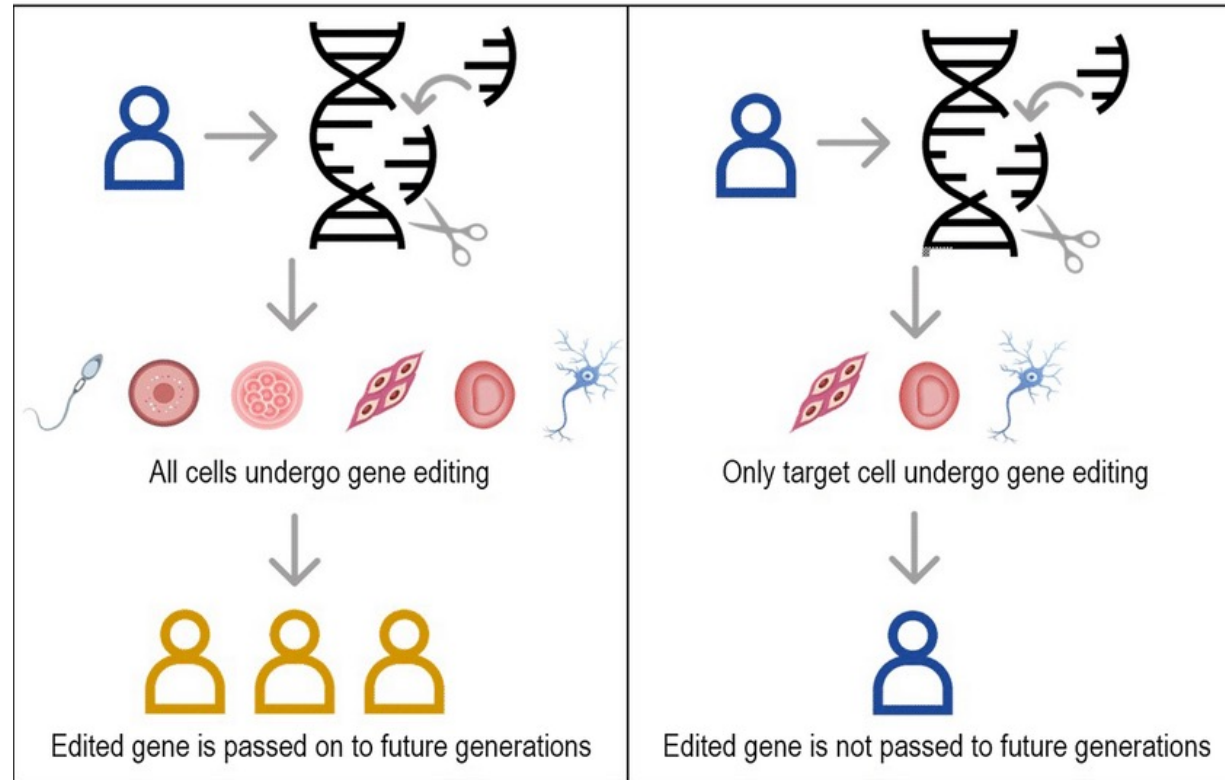 All cells undergo gene editing
Edited gene is passed on to future generations
Only target cell undergo gene editing
Edited gene is not passed to future generations